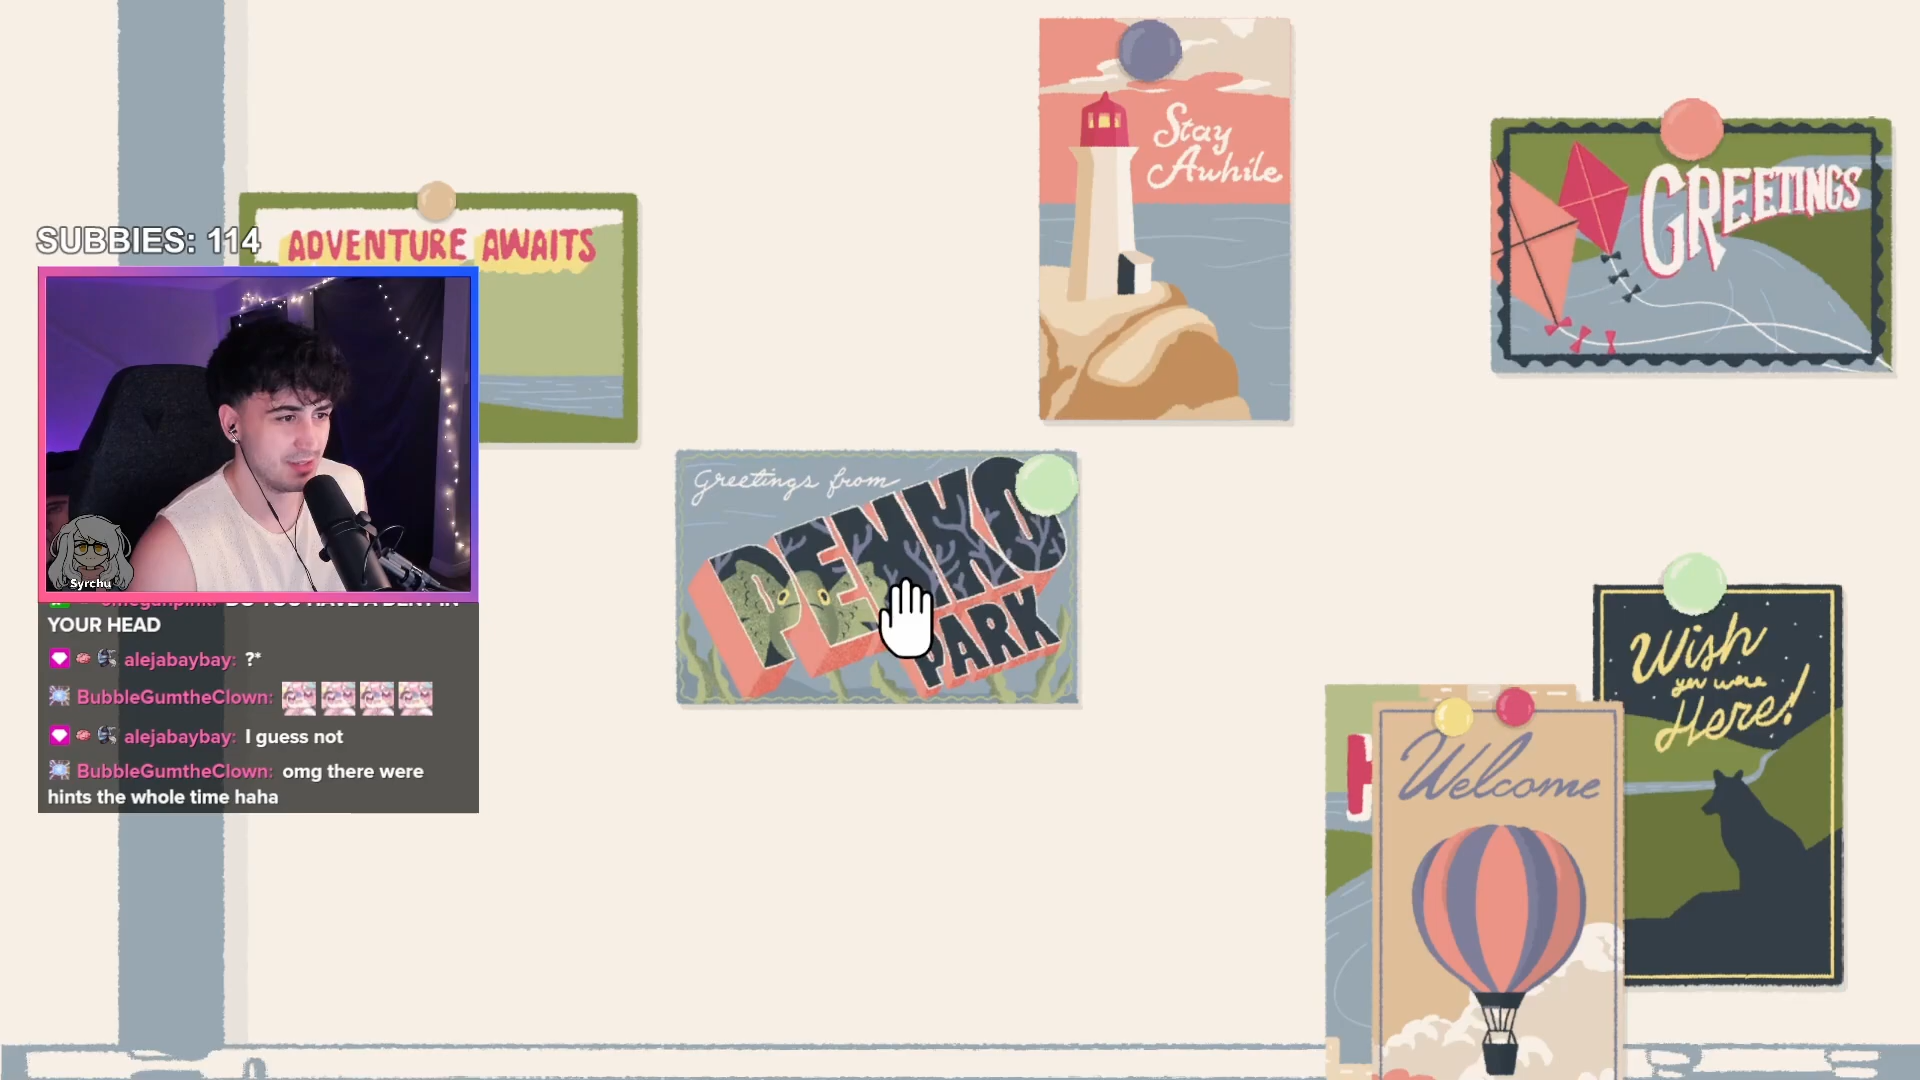 Stay
Awhile
GREETINGS
ADVENTURE AWAITS
SUBBIES: 114
Greetings from
PENKO
PARK
Syrchu
YOUR HEAD
alejabaybay: ?*
BubbleGumtheClown:
alejabaybay: I guess not
BubbleGumtheClown: omg there were
hints the whole time haha
Wish
you were
Here!
Welcome
H